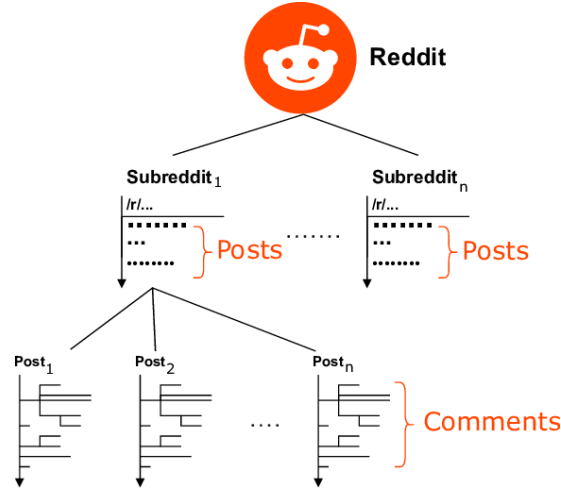 Reddit
Subreddit1 Subredditn
/r/... /r/...
Posts Posts
Post1 Post2 Postn
Comments